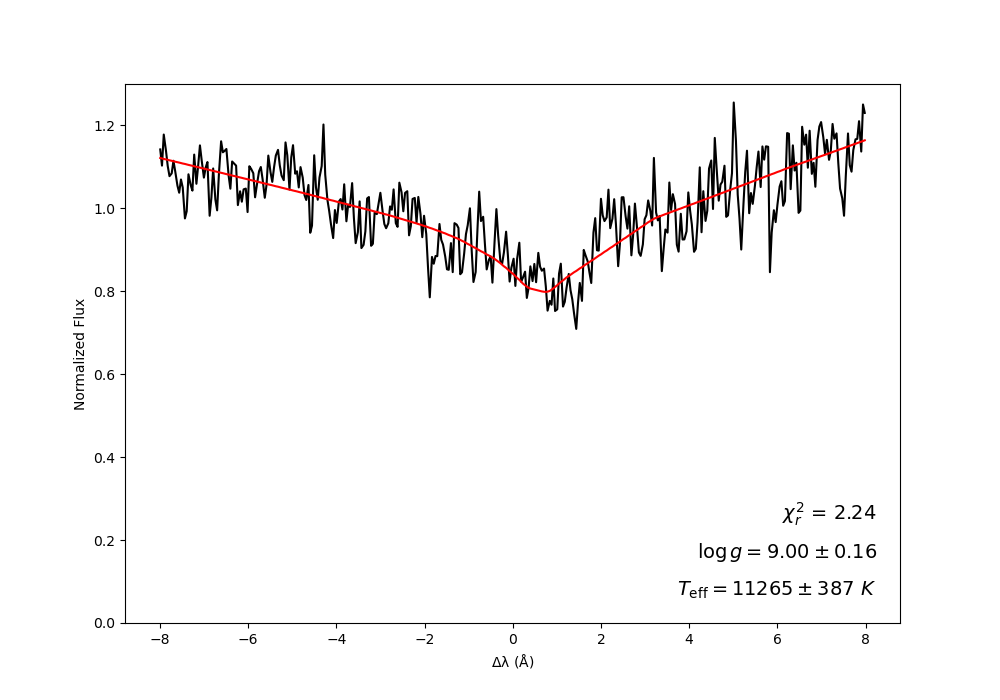 1.2
1.0
0.8
0.6
0.4
0.2
0.0
Normalized Flux
χ²ᵣ = 2.24
log g = 9.00 ± 0.16
T_eff = 11265 ± 387 K
−8 −6 −4 −2 0 2 4 6 8
Δλ (Å)